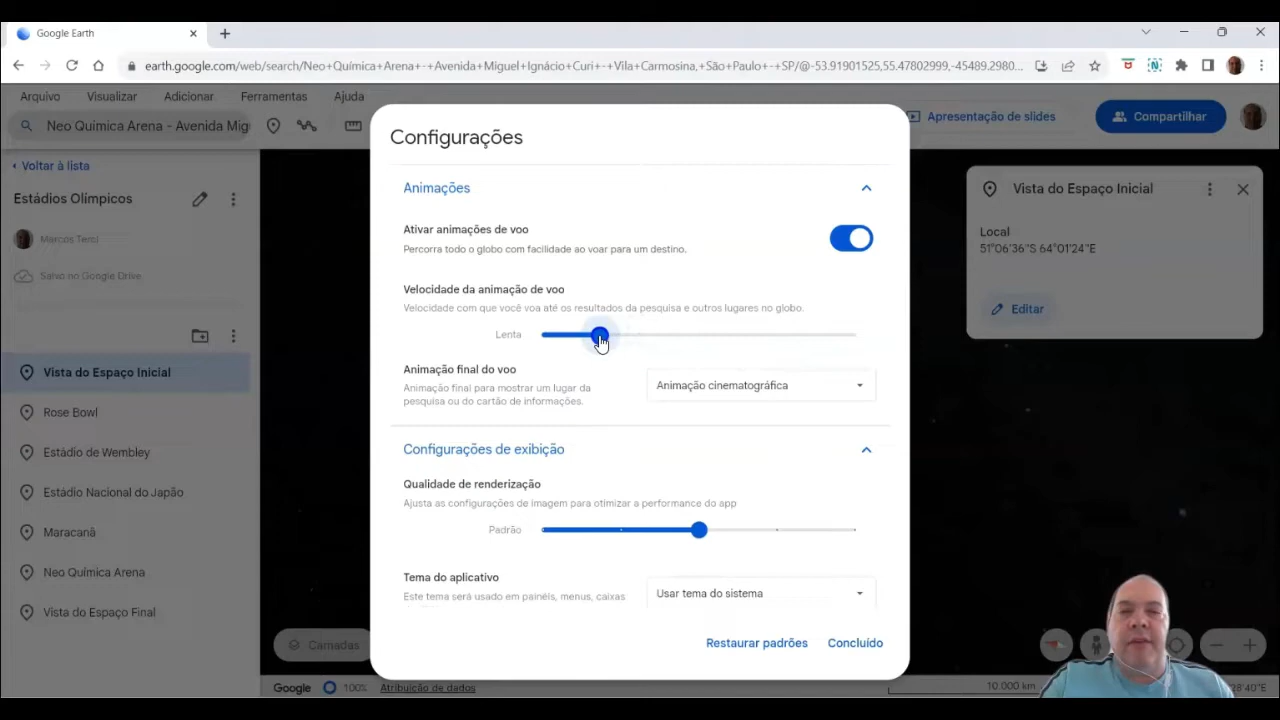 Google Earth
earth.google.com/web/search/Neo+Química+Arena+-+Avenida+Miguel+Ignácio+Curi+-+Vila+Carmosina,+São+Paulo+-+SP/@-53.91901525,55.47802999,-45489.2980...
Arquivo Visualizar Adicionar Ferramentas Ajuda
Neo Química Arena - Avenida Mig
Apresentação de slides
Compartilhar
Voltar à lista
Estádios Olímpicos
Marcos Terci
Salvo no Google Drive
Vista do Espaço Inicial
Rose Bowl
Estádio de Wembley
Estádio Nacional do Japão
Maracanã
Neo Química Arena
Vista do Espaço Final
Configurações
Animações
Ativar animações de voo
Percorra todo o globo com facilidade ao voar para um destino.
Velocidade da animação de voo
Velocidade com que você voa até os resultados da pesquisa e outros lugares no globo.
Lenta
Animação final do voo
Animação final para mostrar um lugar da
pesquisa ou do cartão de informações.
Animação cinematográfica
Configurações de exibição
Qualidade de renderização
Ajusta as configurações de imagem para otimizar a performance do app
Padrão
Tema do aplicativo
Este tema será usado em painéis, menus, caixas
Usar tema do sistema
Restaurar padrões Concluído
Vista do Espaço Inicial
Local
51°06'36"S 64°01'24"E
Editar
Camadas
Google 100% Atribuição de dados
10.000 km
28'40"E